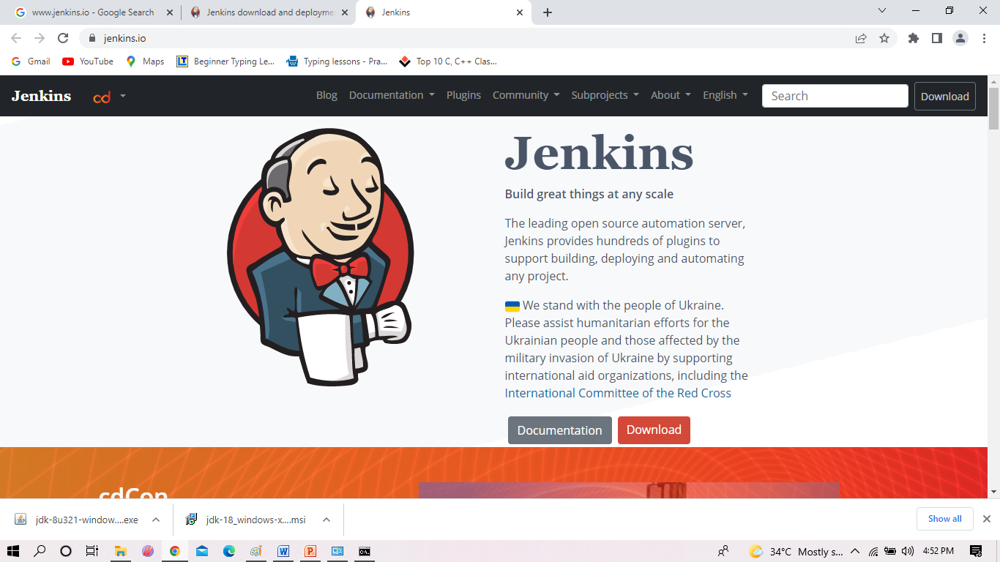 www.jenkins.io - Google Search
Jenkins download and deployme
Jenkins
jenkins.io
Gmail YouTube Maps Beginner Typing Le... Typing lessons - Pra... Top 10 C, C++ Clas...
Jenkins cd Blog Documentation Plugins Community Subprojects About English Search Download
Jenkins
Build great things at any scale
The leading open source automation server,
Jenkins provides hundreds of plugins to
support building, deploying and automating
any project.
We stand with the people of Ukraine.
Please assist humanitarian efforts for the
Ukrainian people and those affected by the
military invasion of Ukraine by supporting
international aid organizations, including the
International Committee of the Red Cross
Documentation Download
cdCon
jdk-8u321-window....exe jdk-18_windows-x....msi Show all
34°C Mostly s... 4:52 PM